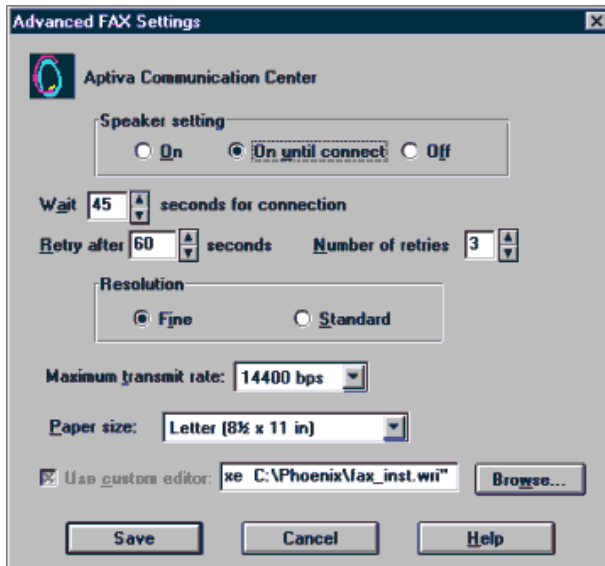 Advanced FAX Settings
Aptiva Communication Center
Speaker setting
On On until connect Off
Wait 45 seconds for connection
Retry after 60 seconds Number of retries 3
Resolution
Fine Standard
Maximum transmit rate: 14400 bps
Paper size: Letter (8½ x 11 in)
Use custom editor: xe C:\Phoenix\fax_inst.wri" Browse...
Save Cancel Help